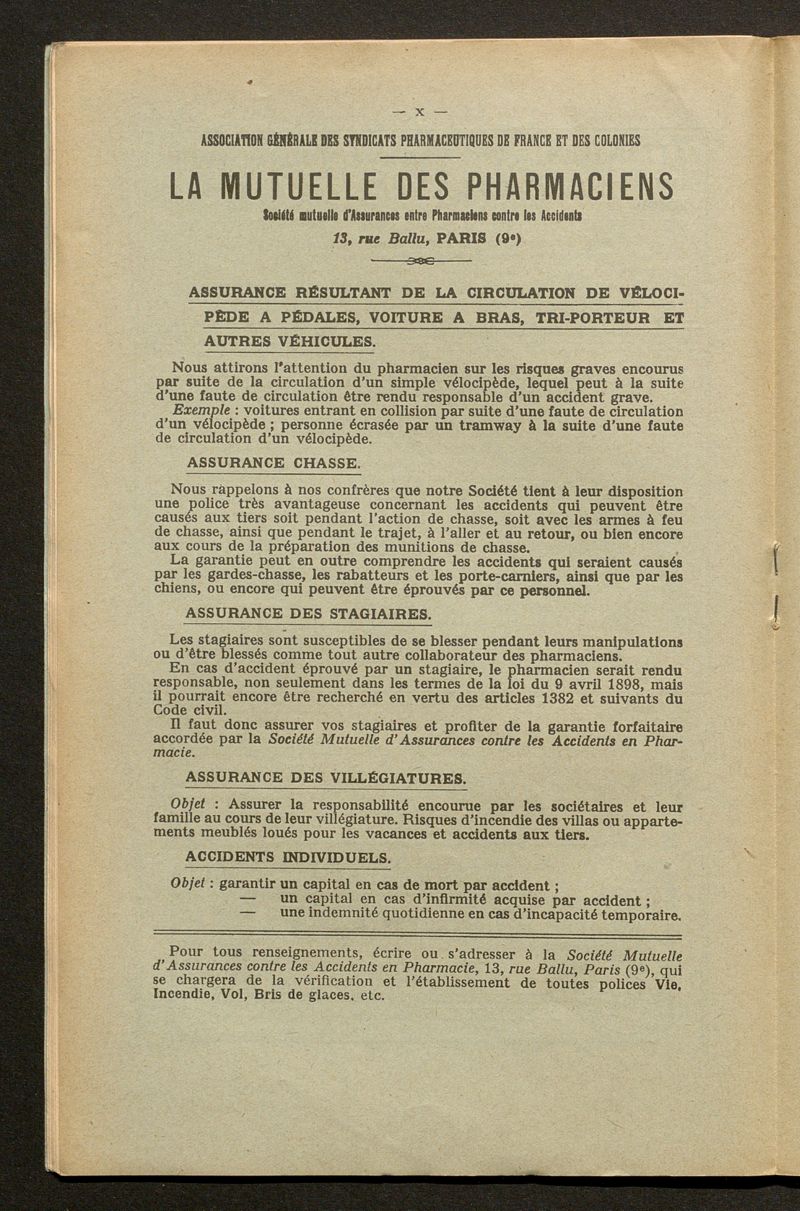 — X —
ASSOCIATION GÉNÉRALE DES SYNDICATS PHARMACEUTIQUES DE FRANCE ET DES COLONIES
LA MUTUELLE DES PHARMACIENS
Société mutuelle d'Assurances entre Pharmaciens contre les Accidents
13, rue Ballu, PARIS (9e)
ASSURANCE RÉSULTANT DE LA CIRCULATION DE VÉLOCI-
PÈDE A PÉDALES, VOITURE A BRAS, TRI-PORTEUR ET
AUTRES VÉHICULES.
Nous attirons l'attention du pharmacien sur les risques graves encourus
par suite de la circulation d'un simple vélocipède, lequel peut à la suite
d'une faute de circulation être rendu responsable d'un accident grave.
Exemple : voitures entrant en collision par suite d'une faute de circulation
d'un vélocipède ; personne écrasée par un tramway à la suite d'une faute
de circulation d'un vélocipède.
ASSURANCE CHASSE.
Nous rappelons à nos confrères que notre Société tient à leur disposition
une police très avantageuse concernant les accidents qui peuvent être
causés aux tiers soit pendant l'action de chasse, soit avec les armes à feu
de chasse, ainsi que pendant le trajet, à l'aller et au retour, ou bien encore
aux cours de la préparation des munitions de chasse.
La garantie peut en outre comprendre les accidents qui seraient causés
par les gardes-chasse, les rabatteurs et les porte-carniers, ainsi que par les
chiens, ou encore qui peuvent être éprouvés par ce personnel.
ASSURANCE DES STAGIAIRES.
Les stagiaires sont susceptibles de se blesser pendant leurs manipulations
ou d'être blessés comme tout autre collaborateur des pharmaciens.
En cas d'accident éprouvé par un stagiaire, le pharmacien serait rendu
responsable, non seulement dans les termes de la loi du 9 avril 1898, mais
il pourrait encore être recherché en vertu des articles 1382 et suivants du
Code civil.
Il faut donc assurer vos stagiaires et profiter de la garantie forfaitaire
accordée par la Société Mutuelle d'Assurances contre les Accidents en Phar-
macie.
ASSURANCE DES VILLÉGIATURES.
Objet : Assurer la responsabilité encourue par les sociétaires et leur
famille au cours de leur villégiature. Risques d'incendie des villas ou apparte-
ments meublés loués pour les vacances et accidents aux tiers.
ACCIDENTS INDIVIDUELS.
Objet : garantir un capital en cas de mort par accident ;
— un capital en cas d'infirmité acquise par accident ;
— une indemnité quotidienne en cas d'incapacité temporaire.
Pour tous renseignements, écrire ou s'adresser à la Société Mutuelle
d'Assurances contre les Accidents en Pharmacie, 13, rue Ballu, Paris (9e), qui
se chargera de la vérification et l'établissement de toutes polices Vie,
Incendie, Vol, Bris de glaces, etc.